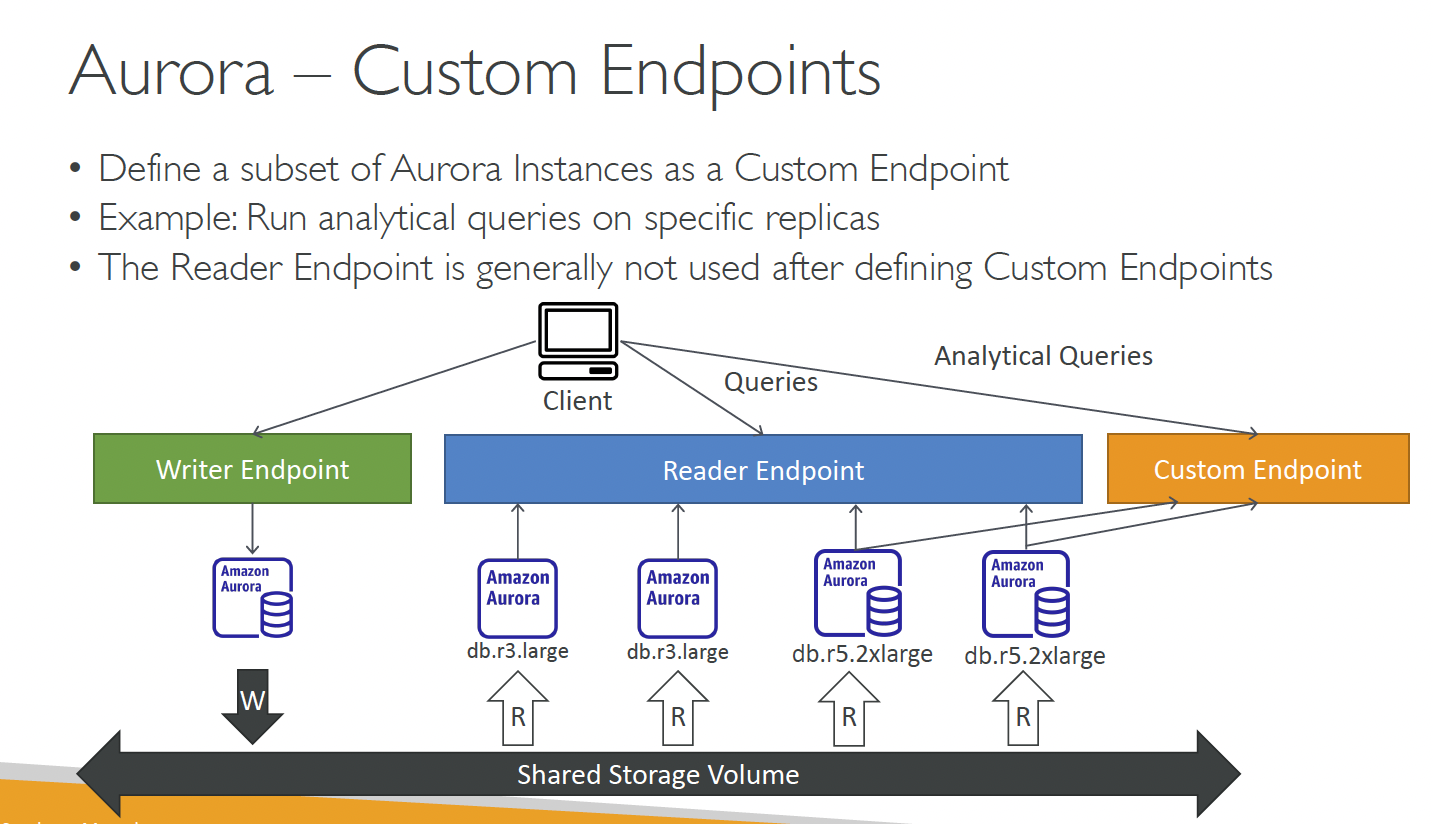 Aurora – Custom Endpoints
• Define a subset of Aurora Instances as a Custom Endpoint
• Example: Run analytical queries on specific replicas
• The Reader Endpoint is generally not used after defining Custom Endpoints
Client
Queries
Analytical Queries
Writer Endpoint
Reader Endpoint
Custom Endpoint
Amazon
Aurora
Amazon
Aurora
Amazon
Aurora
Amazon
Aurora
Amazon
Aurora
db.r3.large
db.r3.large
db.r5.2xlarge
db.r5.2xlarge
W
R
R
R
R
Shared Storage Volume